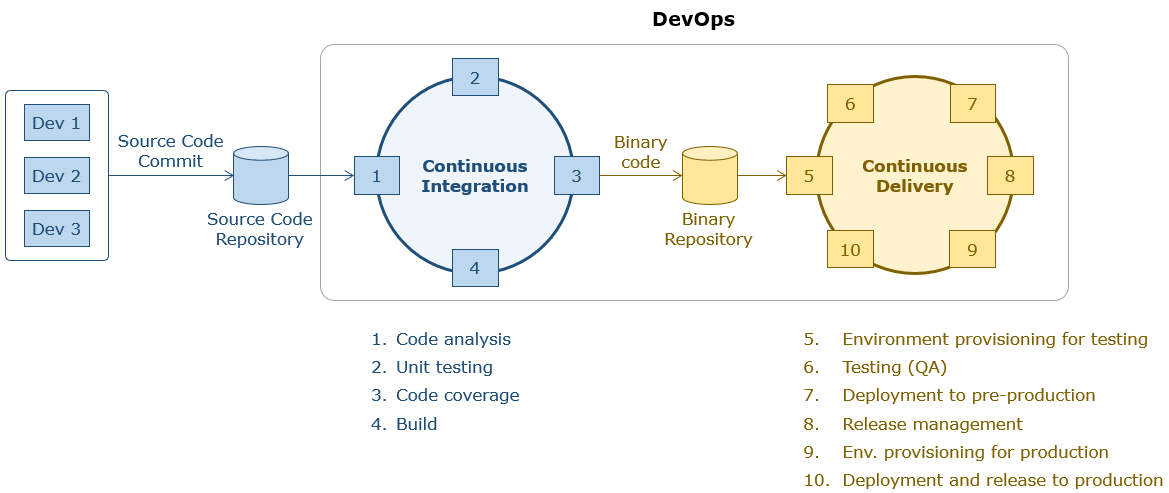 DevOps
Dev 1
Dev 2
Dev 3
Source Code
Commit
Source Code
Repository
1
2
3
4
Continuous
Integration
Binary
code
Binary
Repository
5
6
7
8
9
10
Continuous
Delivery
1. Code analysis
2. Unit testing
3. Code coverage
4. Build
5. Environment provisioning for testing
6. Testing (QA)
7. Deployment to pre-production
8. Release management
9. Env. provisioning for production
10. Deployment and release to production